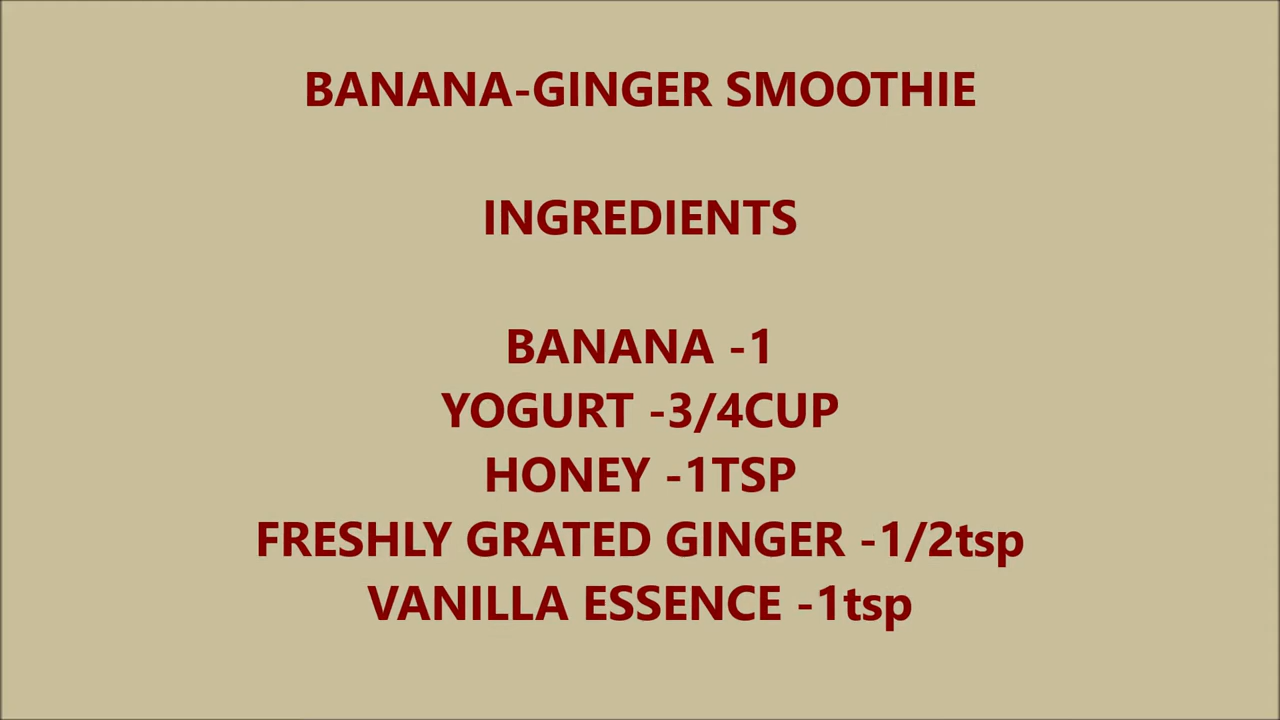 BANANA-GINGER SMOOTHIE
INGREDIENTS
BANANA -1
YOGURT -3/4CUP
HONEY -1TSP
FRESHLY GRATED GINGER -1/2tsp
VANILLA ESSENCE -1tsp